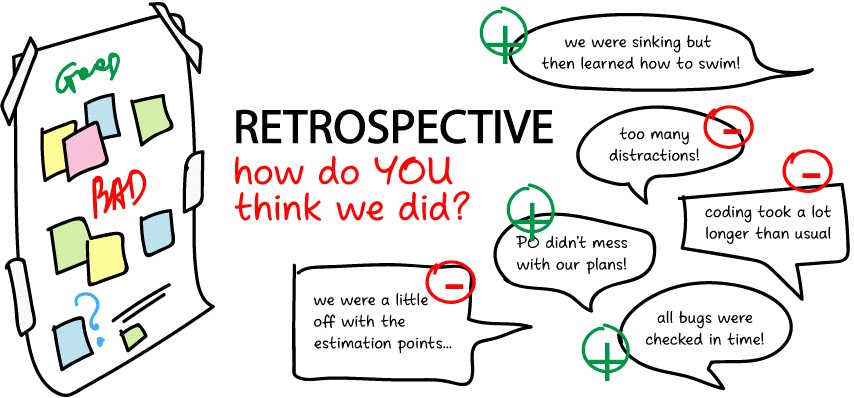 GOOD
BAD
?
RETROSPECTIVE
how do YOU
think we did?
we were sinking but
then learned how to swim!
too many
distractions!
coding took a lot
longer than usual
PO didn't mess
with our plans!
we were a little
off with the
estimation points...
all bugs were
checked in time!